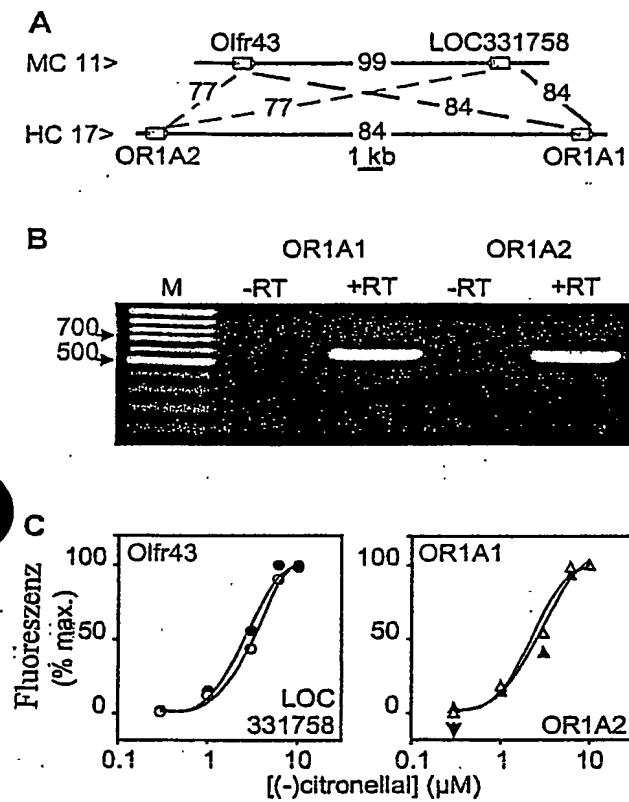 A
Olfr43 LOC331758
MC 11> 99
77 77 84 84
HC 17> 84
OR1A2 1 kb OR1A1
B
OR1A1 OR1A2
M -RT +RT -RT +RT
700
500
C
Olfr43 OR1A1
100 100
50 50
0 0
LOC
331758 OR1A2
Fluoreszenz
(% max.)
0.1 1 10 0.1 1 10
[(-)citronellal] (µM)